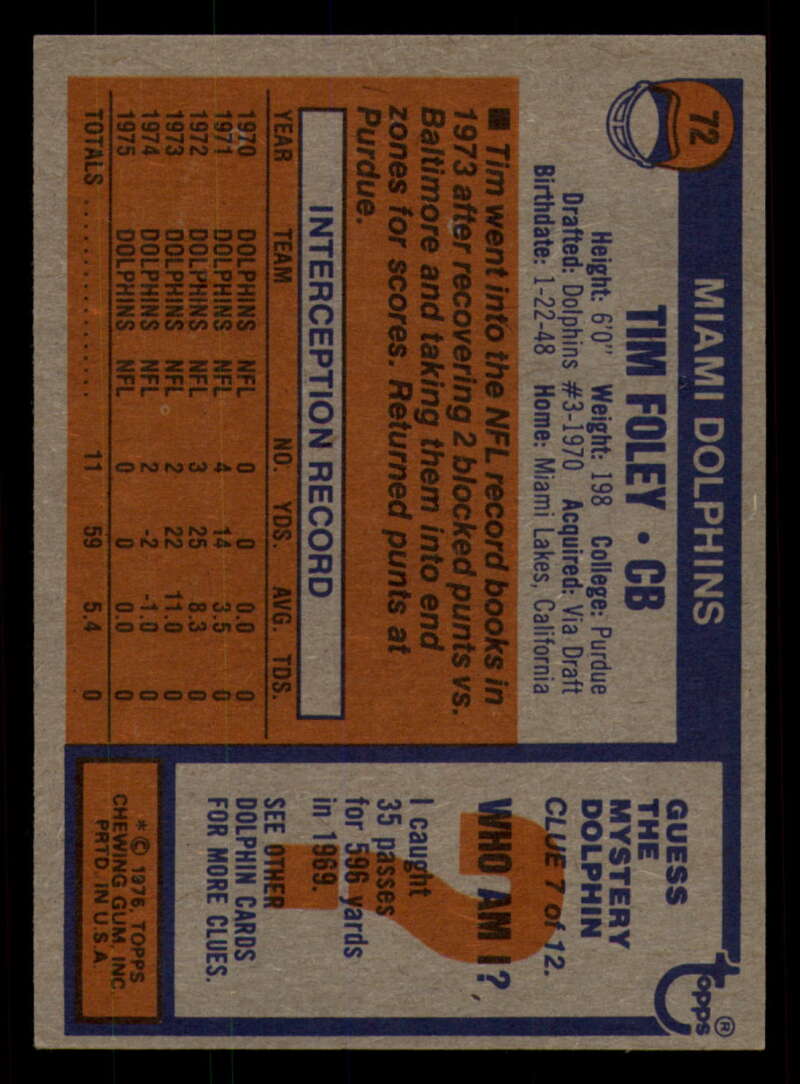 72
MIAMI DOLPHINS
TIM FOLEY • CB
Height: 6'0" Weight: 198 College: Purdue
Drafted: Dolphins #3-1970 Acquired: Via Draft
Birthdate: 1-22-48 Home: Miami Lakes, California
■ Tim went into the NFL record books in
1973 after recovering 2 blocked punts vs.
Baltimore and taking them into end
zones for scores. Returned punts at
Purdue.
INTERCEPTION RECORD
YEAR TEAM NO. YDS. AVG. TDS.
1970 DOLPHINS NFL 0 0 0.0 0
1971 DOLPHINS NFL 4 14 3.5 0
1972 DOLPHINS NFL 3 25 8.3 0
1973 DOLPHINS NFL 2 22 11.0 0
1974 DOLPHINS NFL 2 -2 -1.0 0
1975 DOLPHINS NFL 0 0 0.0 0
TOTALS .................. 11 59 5.4 0
topps®
GUESS
THE
MYSTERY
DOLPHIN
CLUE 7 of 12.
?
WHO AM I?
I caught
35 passes
for 596 yards
in 1969.
SEE OTHER
DOLPHIN CARDS
FOR MORE CLUES.
* © 1976, TOPPS
CHEWING GUM, INC.
PRTD. IN U.S.A.